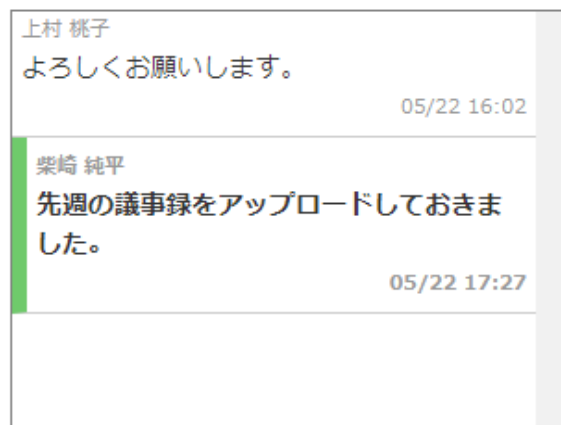 上村 桃子
よろしくお願いします。
05/22 16:02
柴崎 純平
先週の議事録をアップロードしておきま
した。
05/22 17:27